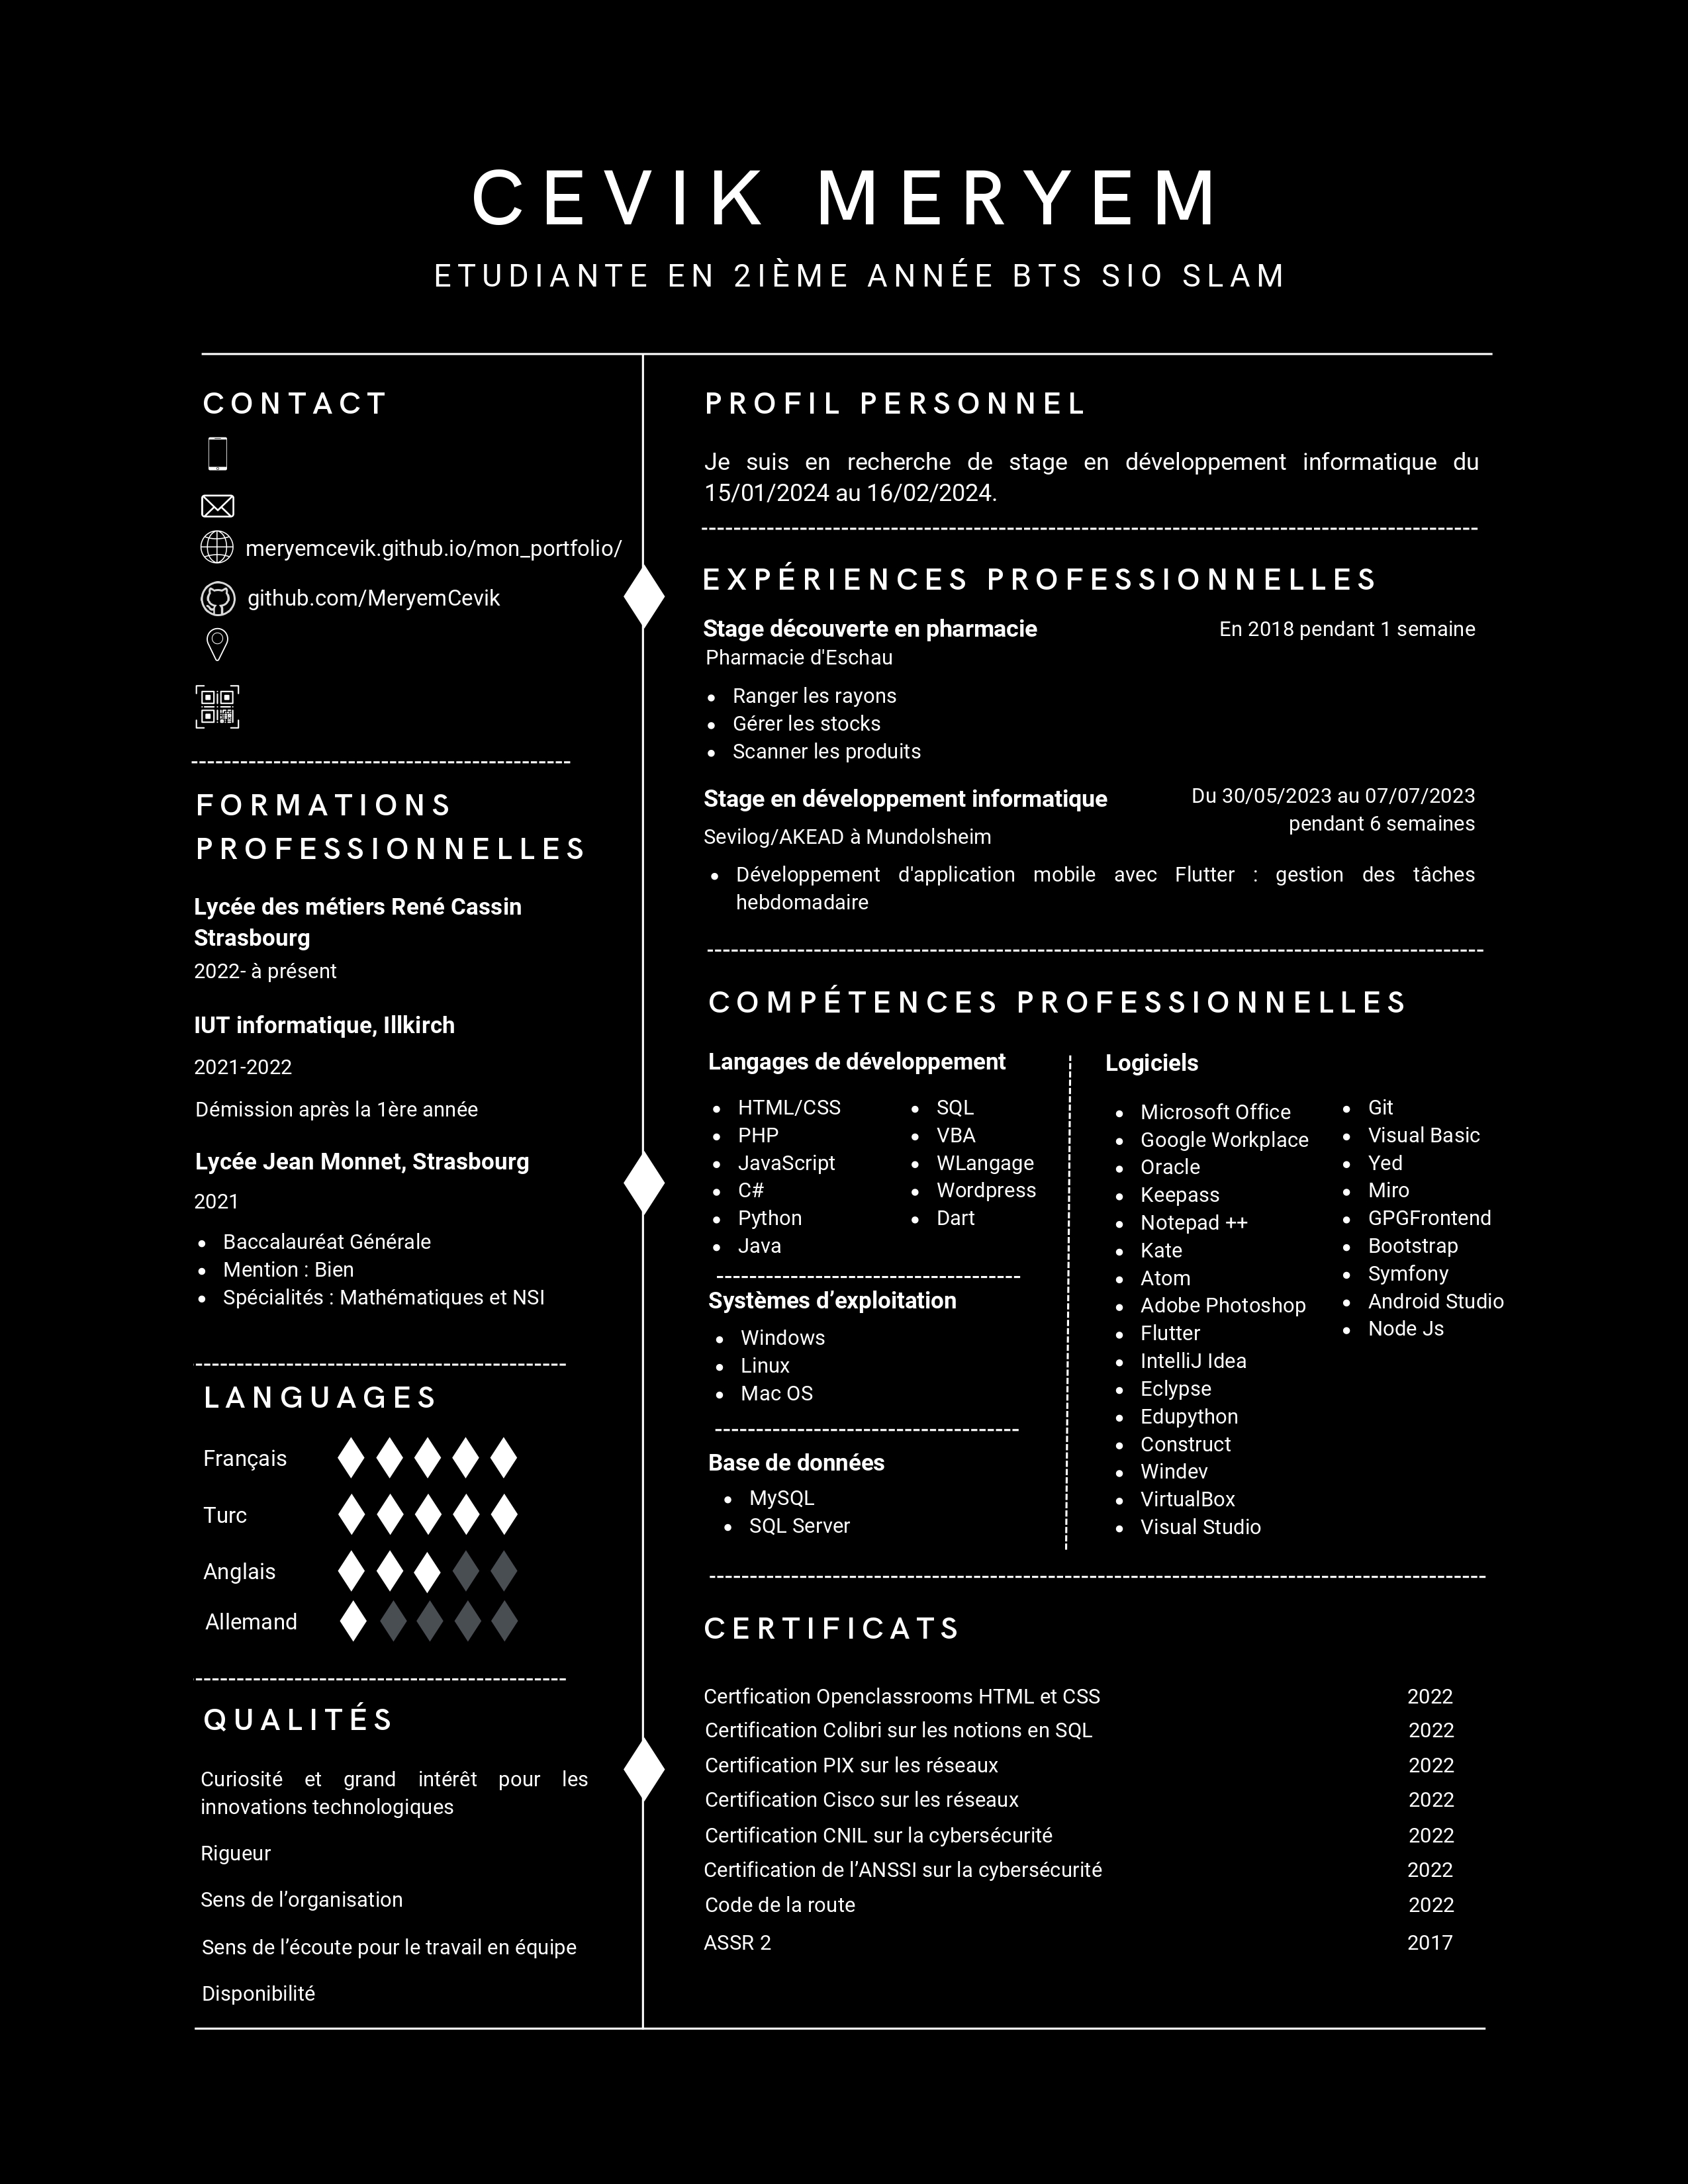 CEVIK MERYEM
ETUDIANTE EN 2IÈME ANNÉE BTS SIO SLAM
CONTACT
meryemcevik.github.io/mon_portfolio/
github.com/MeryemCevik
FORMATIONS
PROFESSIONNELLES
Lycée des métiers René Cassin
Strasbourg
2022- à présent
IUT informatique, Illkirch
2021-2022
Démission après la 1ère année
Lycée Jean Monnet, Strasbourg
2021
• Baccalauréat Générale
• Mention : Bien
• Spécialités : Mathématiques et NSI
LANGUAGES
Français
Turc
Anglais
Allemand
QUALITÉS
Curiosité et grand intérêt pour les
innovations technologiques
Rigueur
Sens de l’organisation
Sens de l’écoute pour le travail en équipe
Disponibilité
PROFIL PERSONNEL
Je suis en recherche de stage en développement informatique du
15/01/2024 au 16/02/2024.
EXPÉRIENCES PROFESSIONNELLES
Stage découverte en pharmacie
En 2018 pendant 1 semaine
Pharmacie d'Eschau
• Ranger les rayons
• Gérer les stocks
• Scanner les produits
Stage en développement informatique
Du 30/05/2023 au 07/07/2023
pendant 6 semaines
Sevilog/AKEAD à Mundolsheim
• Développement d'application mobile avec Flutter : gestion des tâches
hebdomadaire
COMPÉTENCES PROFESSIONNELLES
Langages de développement
• HTML/CSS
• PHP
• JavaScript
• C#
• Python
• Java
• SQL
• VBA
• WLangage
• Wordpress
• Dart
Systèmes d’exploitation
• Windows
• Linux
• Mac OS
Base de données
• MySQL
• SQL Server
Logiciels
• Microsoft Office
• Google Workplace
• Oracle
• Keepass
• Notepad ++
• Kate
• Atom
• Adobe Photoshop
• Flutter
• IntelliJ Idea
• Eclypse
• Edupython
• Construct
• Windev
• VirtualBox
• Visual Studio
• Git
• Visual Basic
• Yed
• Miro
• GPGFrontend
• Bootstrap
• Symfony
• Android Studio
• Node Js
CERTIFICATS
Certfication Openclassrooms HTML et CSS 2022
Certification Colibri sur les notions en SQL 2022
Certification PIX sur les réseaux 2022
Certification Cisco sur les réseaux 2022
Certification CNIL sur la cybersécurité 2022
Certification de l’ANSSI sur la cybersécurité 2022
Code de la route 2022
ASSR 2 2017